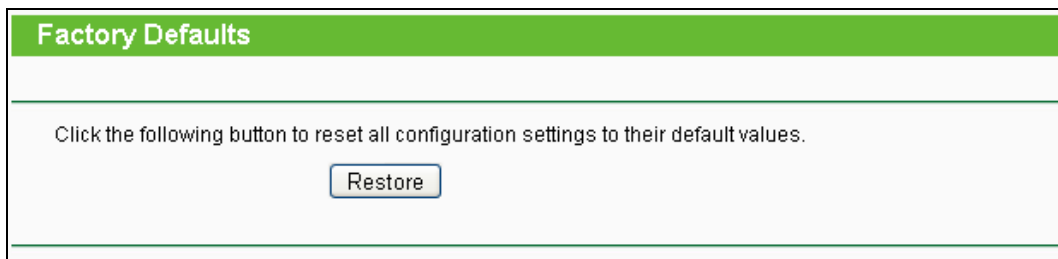 Factory Defaults
Click the following button to reset all configuration settings to their default values.
Restore